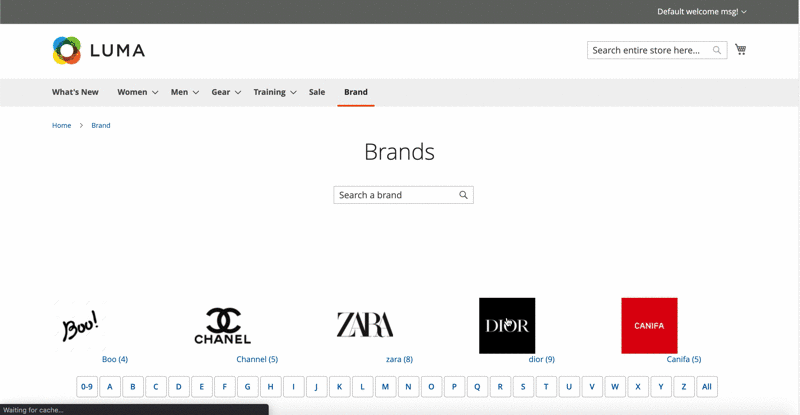 Default welcome msg!
LUMA
Search entire store here...
What's New Women Men Gear Training Sale Brand
Home > Brand
Brands
Search a brand
Boo!
CHANEL
ZARA
DIOR
CANIFA
Boo (4) Channel (5) zara (8) dior (9) Canifa (5)
0-9 A B C D E F G H I J K L M N O P Q R S T U V W X Y Z All
Waiting for cache...